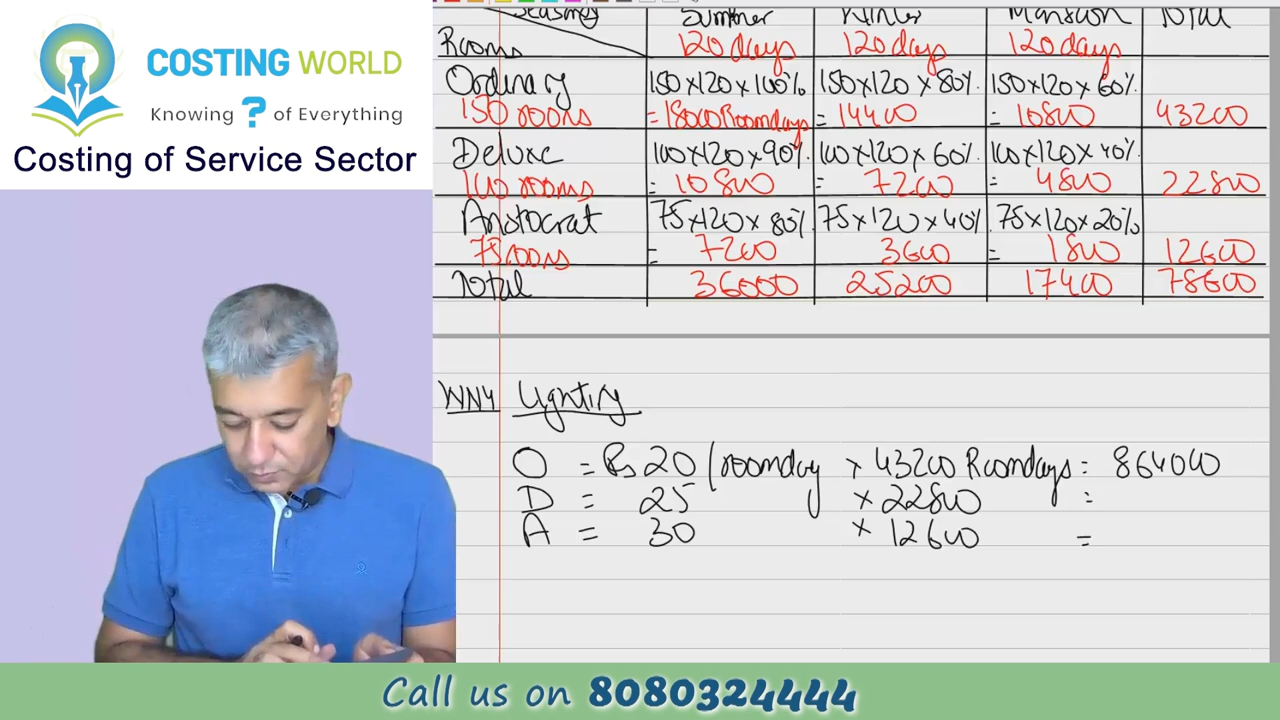 COSTING WORLD
Knowing ? of Everything
Costing of Service Sector
Seasons Summer Winter Monsoon Total
Rooms 120 days 120 days 120 days
Ordinary 150×120×100% 150×120×80% 150×120×60%
150 rooms =18000 Roomdays = 14400 = 10800 43200
Deluxe 100×120×90% 100×120×60% 100×120×40%
100 rooms = 10800 = 7200 = 4800 22800
Aristocrat 75×120×80% 75×120×40% 75×120×20%
75 rooms = 7200 3600 = 1800 12600
Total 36000 25200 17400 78600
WN4 Lighting
O = Rs 20/roomday × 43200 Roomdays = 864000
D = 25 × 22800 =
A = 30 × 12600 =
Call us on 8080324444